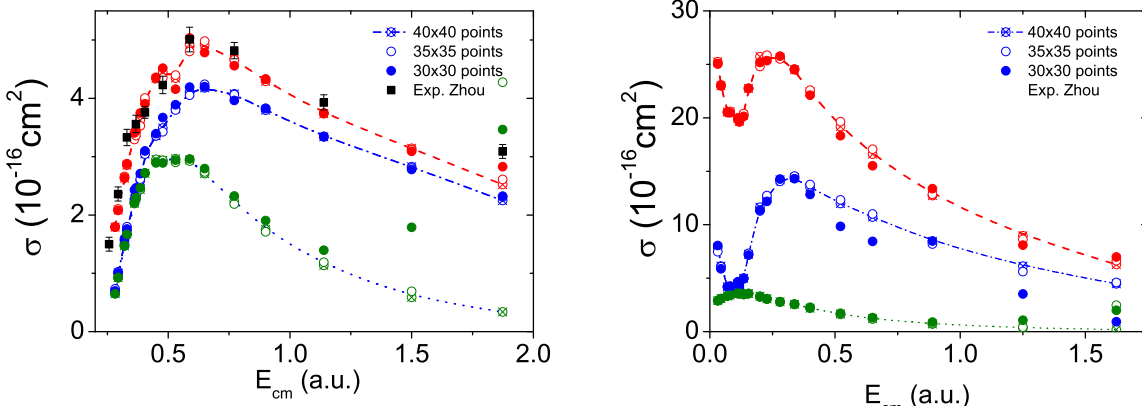 40x40 points
35x35 points
30x30 points
Exp. Zhou
σ (10⁻¹⁶cm²)
4
2
0
0.5
1.0
1.5
2.0
E_cm (a.u.)
30
40x40 points
35x35 points
30x30 points
Exp. Zhou
σ (10⁻¹⁶cm²)
20
10
0
0.0
0.5
1.0
1.5
E_cm (a.u.)